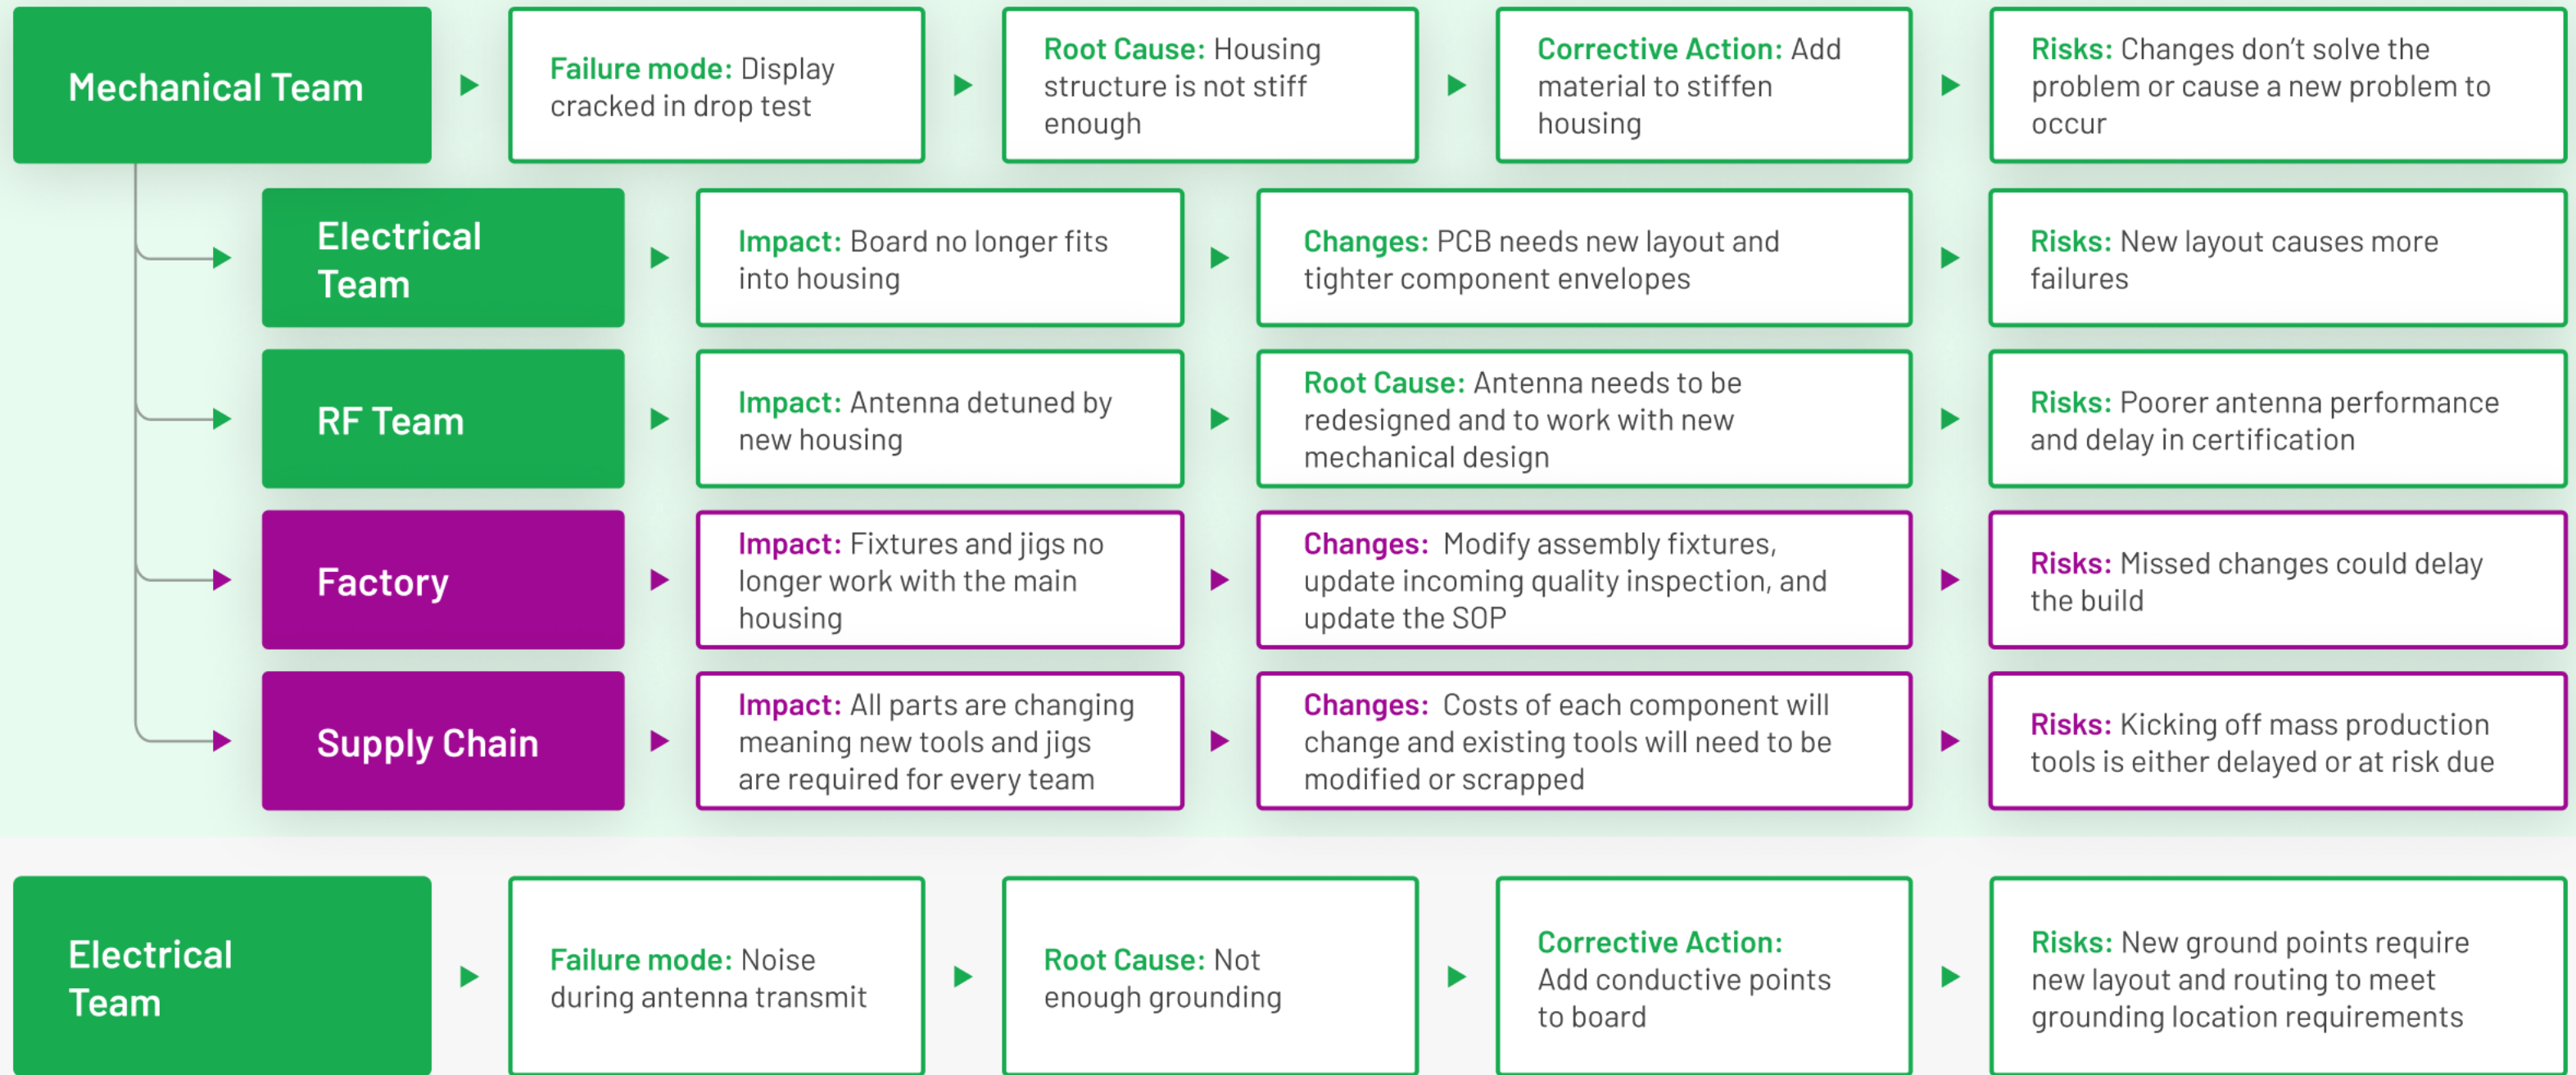 Mechanical Team
Failure mode: Display
cracked in drop test
Root Cause: Housing
structure is not stiff
enough
Corrective Action: Add
material to stiffen
housing
Risks: Changes don't solve the
problem or cause a new problem to
occur
Electrical
Team
Impact: Board no longer fits
into housing
Changes: PCB needs new layout and
tighter component envelopes
Risks: New layout causes more
failures
RF Team
Impact: Antenna detuned by
new housing
Root Cause: Antenna needs to be
redesigned and to work with new
mechanical design
Risks: Poorer antenna performance
and delay in certification
Factory
Impact: Fixtures and jigs no
longer work with the main
housing
Changes: Modify assembly fixtures,
update incoming quality inspection, and
update the SOP
Risks: Missed changes could delay
the build
Supply Chain
Impact: All parts are changing
meaning new tools and jigs
are required for every team
Changes: Costs of each component will
change and existing tools will need to be
modified or scrapped
Risks: Kicking off mass production
tools is either delayed or at risk due
Electrical
Team
Failure mode: Noise
during antenna transmit
Root Cause: Not
enough grounding
Corrective Action:
Add conductive points
to board
Risks: New ground points require
new layout and routing to meet
grounding location requirements